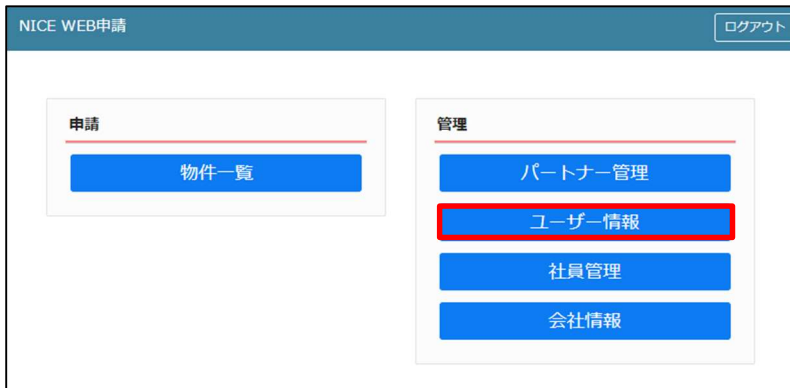 NICE WEB申請
ログアウト
申請
物件一覧
管理
パートナー管理
ユーザー情報
社員管理
会社情報